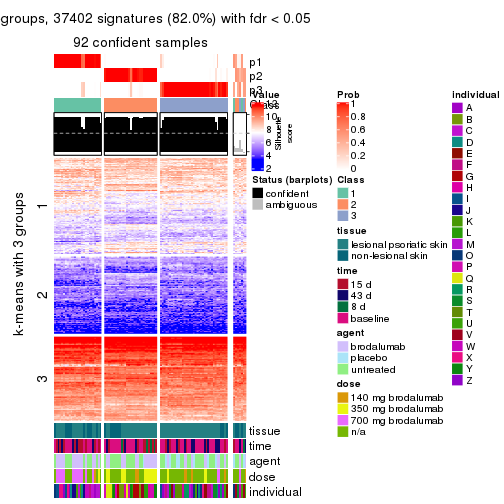 groups, 37402 signatures (82.0%) with fdr < 0.05
92 confident samples
p1
p2
p3
Class
k-means with 3 groups
1
2
3
Value
10
8
6
4
2
Silhouette
score
Status (barplots)
confident
ambiguous
Prob
1
0.8
0.6
0.4
0.2
0
Class
1
2
3
tissue
lesional psoriatic skin
non-lesional skin
time
15 d
43 d
8 d
baseline
agent
brodalumab
placebo
untreated
dose
140 mg brodalumab
350 mg brodalumab
700 mg brodalumab
n/a
individual
A
B
C
D
E
F
G
H
I
J
K
L
M
O
P
Q
R
S
T
U
V
W
X
Y
Z
tissue
time
agent
dose
individual